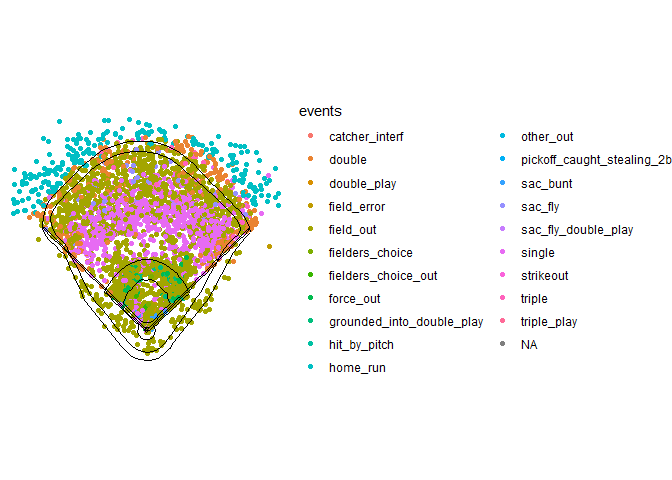 events
catcher_interf
double
double_play
field_error
field_out
fielders_choice
fielders_choice_out
force_out
grounded_into_double_play
hit_by_pitch
home_run
other_out
pickoff_caught_stealing_2b
sac_bunt
sac_fly
sac_fly_double_play
single
strikeout
triple
triple_play
NA